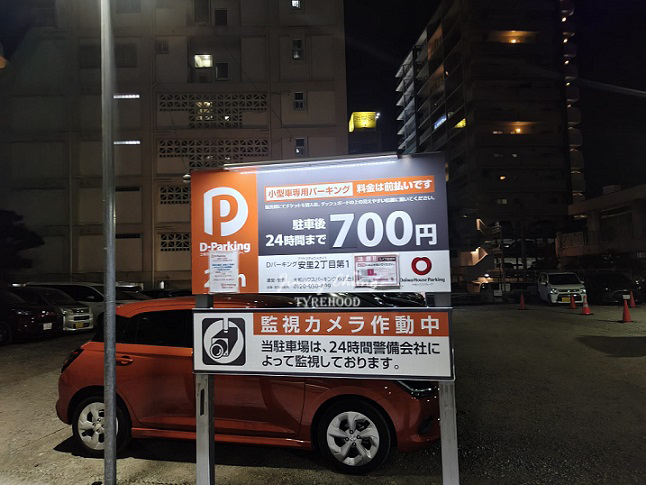 小型車専用パーキング 料金は前払いです
駐車後
24時間まで
700円
D-Parking
Dパーキング 安里2丁目第1
Daiwa House Parking
TYREHOOD
監視カメラ作動中
当駐車場は、24時間警備会社に
よって監視しております。